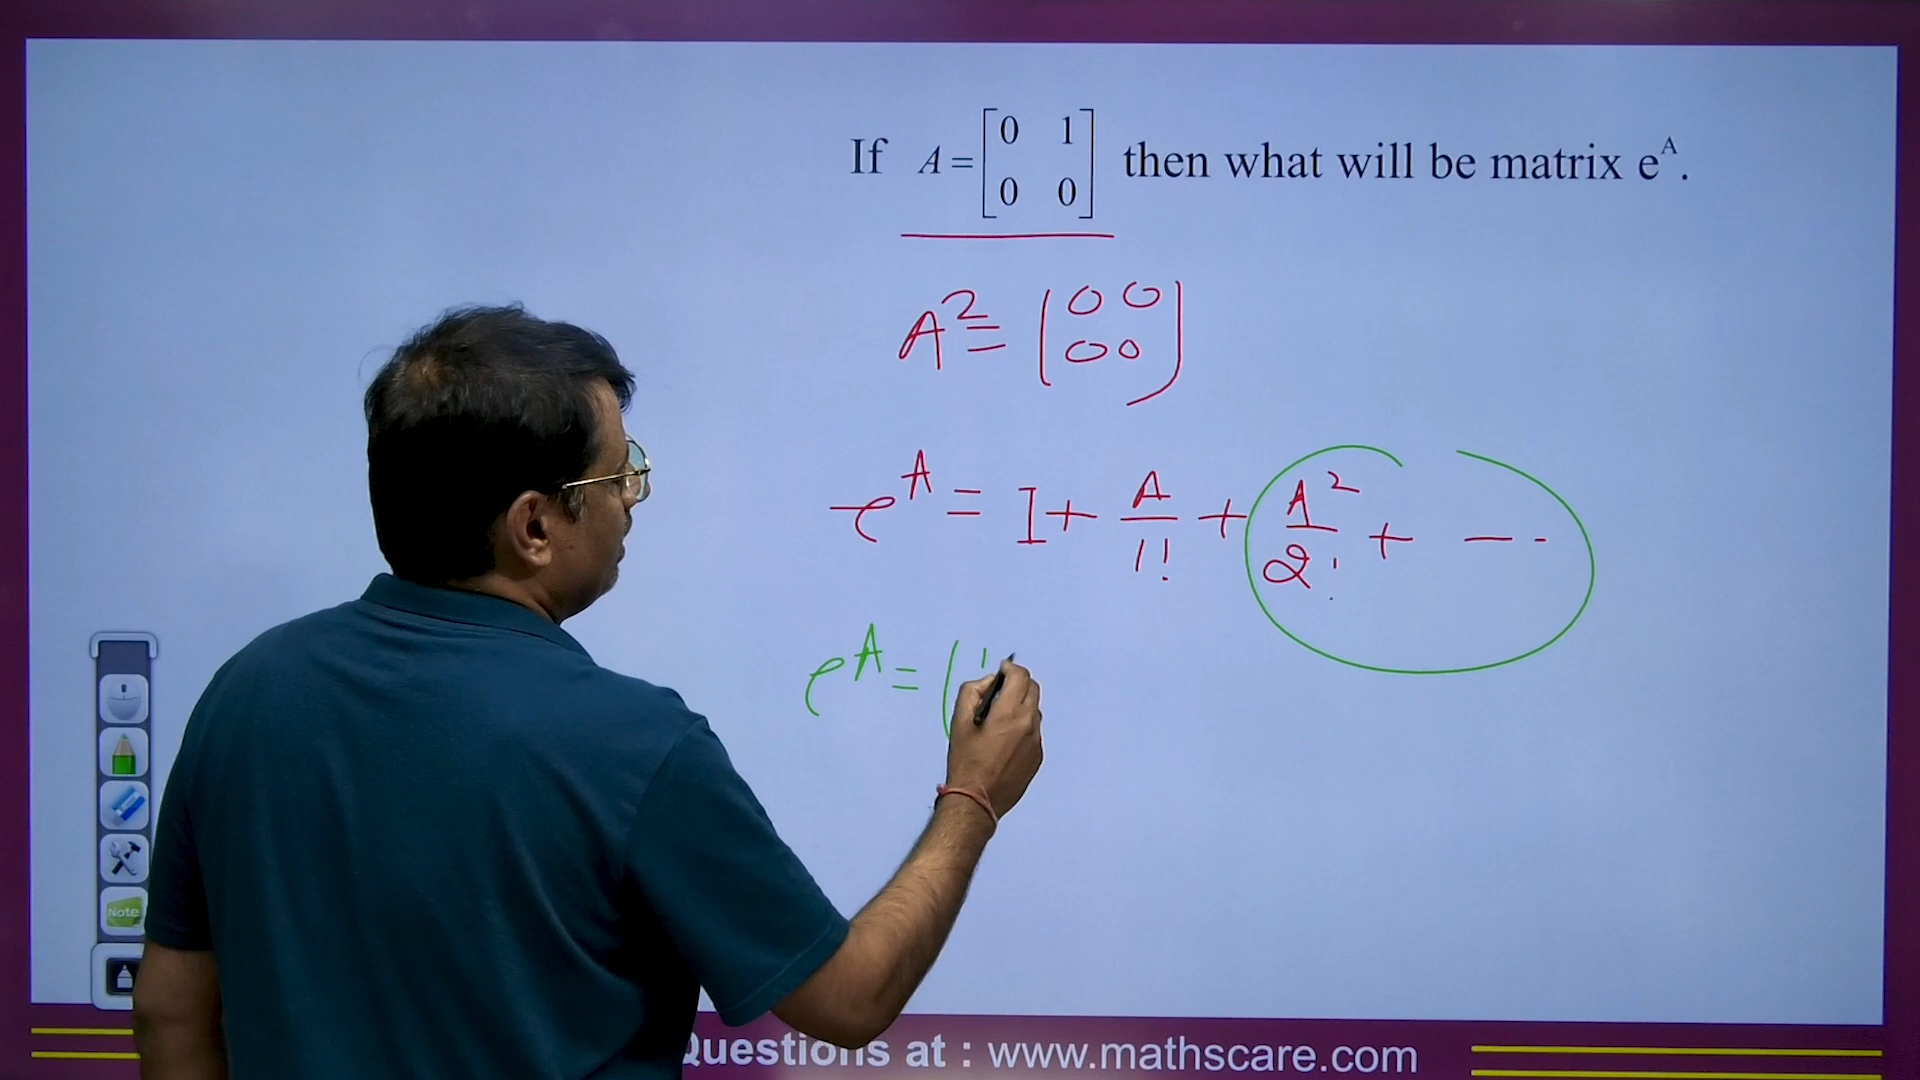 If A = [0 1 0 0] then what will be matrix e^A.
A² = (0 0 0 0)
e^A = I + A/1! + A²/2! + - - -
e^A = (1
Note
Questions at : www.mathscare.com